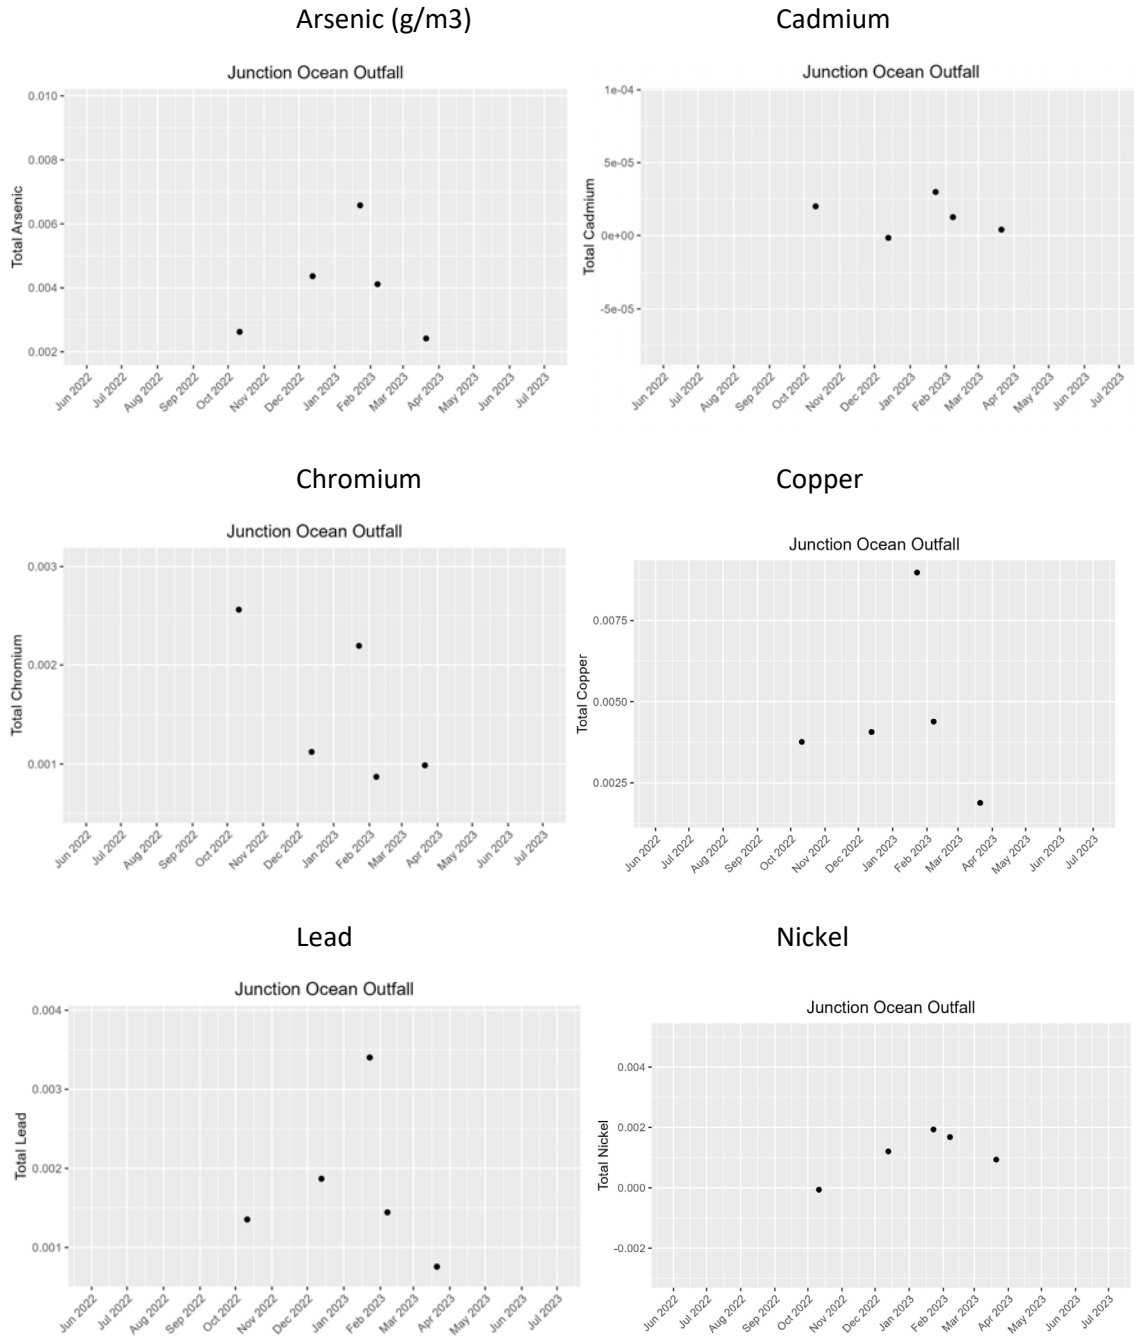 Arsenic (g/m3)
Cadmium
Junction Ocean Outfall
Total Arsenic
0.010
0.008
0.006
0.004
0.002
Jun 2022
Jul 2022
Aug 2022
Sep 2022
Oct 2022
Nov 2022
Dec 2022
Jan 2023
Feb 2023
Mar 2023
Apr 2023
May 2023
Jun 2023
Jul 2023
Junction Ocean Outfall
Total Cadmium
1e-04
5e-05
0e+00
-5e-05
Jun 2022
Jul 2022
Aug 2022
Sep 2022
Oct 2022
Nov 2022
Dec 2022
Jan 2023
Feb 2023
Mar 2023
Apr 2023
May 2023
Jun 2023
Jul 2023
Chromium
Copper
Junction Ocean Outfall
Total Chromium
0.003
0.002
0.001
Jun 2022
Jul 2022
Aug 2022
Sep 2022
Oct 2022
Nov 2022
Dec 2022
Jan 2023
Feb 2023
Mar 2023
Apr 2023
May 2023
Jun 2023
Jul 2023
Junction Ocean Outfall
Total Copper
0.0075
0.0050
0.0025
Jun 2022
Jul 2022
Aug 2022
Sep 2022
Oct 2022
Nov 2022
Dec 2022
Jan 2023
Feb 2023
Mar 2023
Apr 2023
May 2023
Jun 2023
Jul 2023
Lead
Nickel
Junction Ocean Outfall
Total Lead
0.004
0.003
0.002
0.001
Jun 2022
Jul 2022
Aug 2022
Sep 2022
Oct 2022
Nov 2022
Dec 2022
Jan 2023
Feb 2023
Mar 2023
Apr 2023
May 2023
Jun 2023
Jul 2023
Junction Ocean Outfall
Total Nickel
0.004
0.002
0.000
-0.002
Jun 2022
Jul 2022
Aug 2022
Sep 2022
Oct 2022
Nov 2022
Dec 2022
Jan 2023
Feb 2023
Mar 2023
Apr 2023
May 2023
Jun 2023
Jul 2023